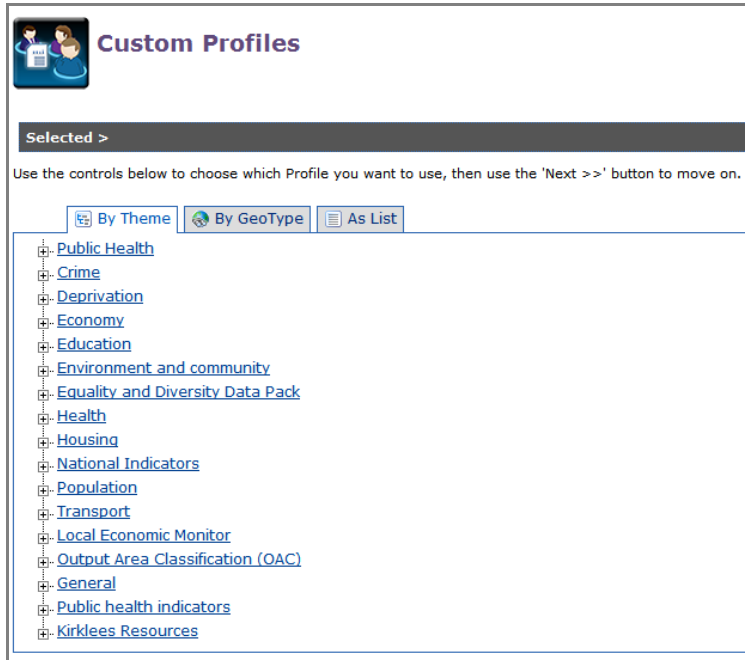 Custom Profiles
Selected >
Use the controls below to choose which Profile you want to use, then use the 'Next >>' button to move on.
By Theme By GeoType As List
Public Health
Crime
Deprivation
Economy
Education
Environment and community
Equality and Diversity Data Pack
Health
Housing
National Indicators
Population
Transport
Local Economic Monitor
Output Area Classification (OAC)
General
Public health indicators
Kirklees Resources